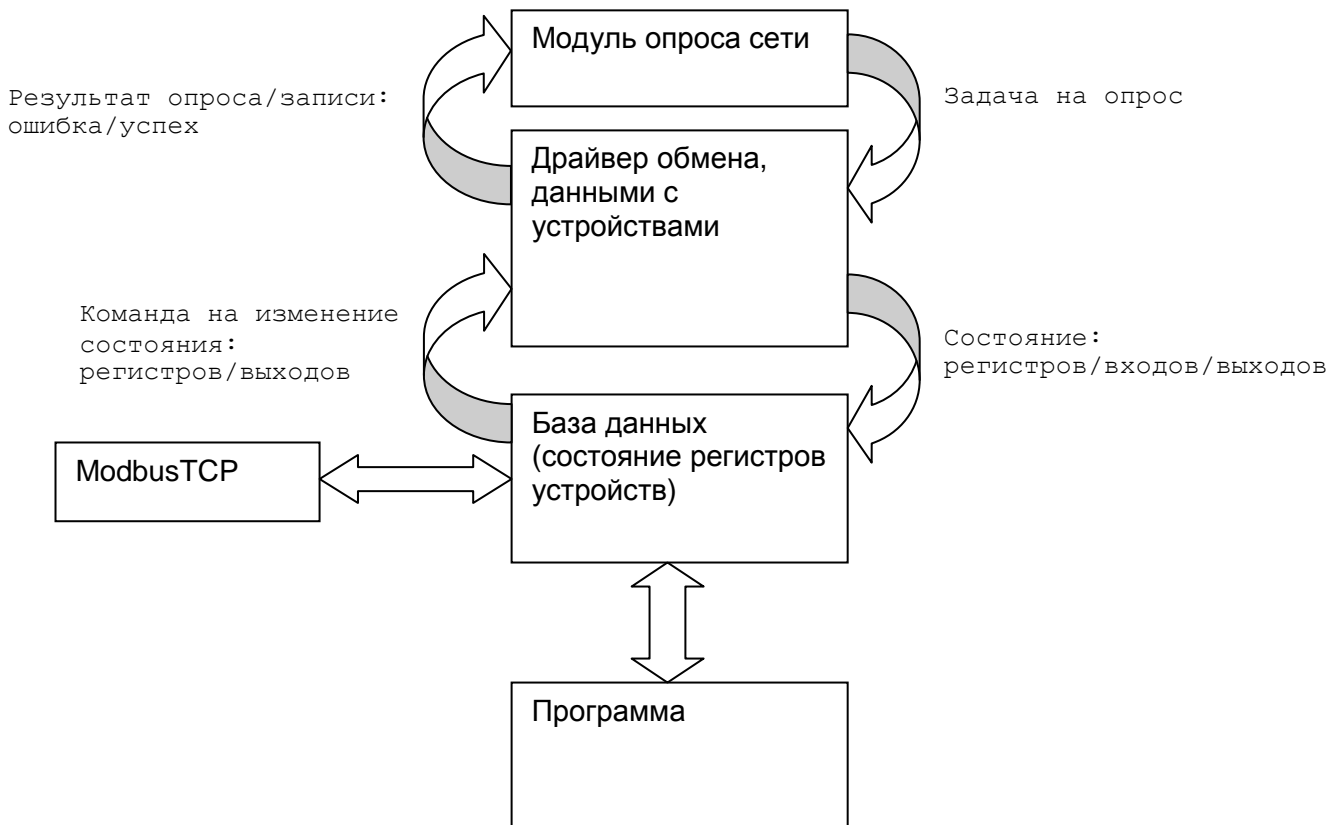 Модуль опроса сети
Результат опроса/записи:
ошибка/успех
Задача на опрос
Драйвер обмена,
данными с
устройствами
Команда на изменение
состояния:
регистров/выходов
Состояние:
регистров/входов/выходов
База данных
(состояние регистров
устройств)
ModbusTCP
Программа